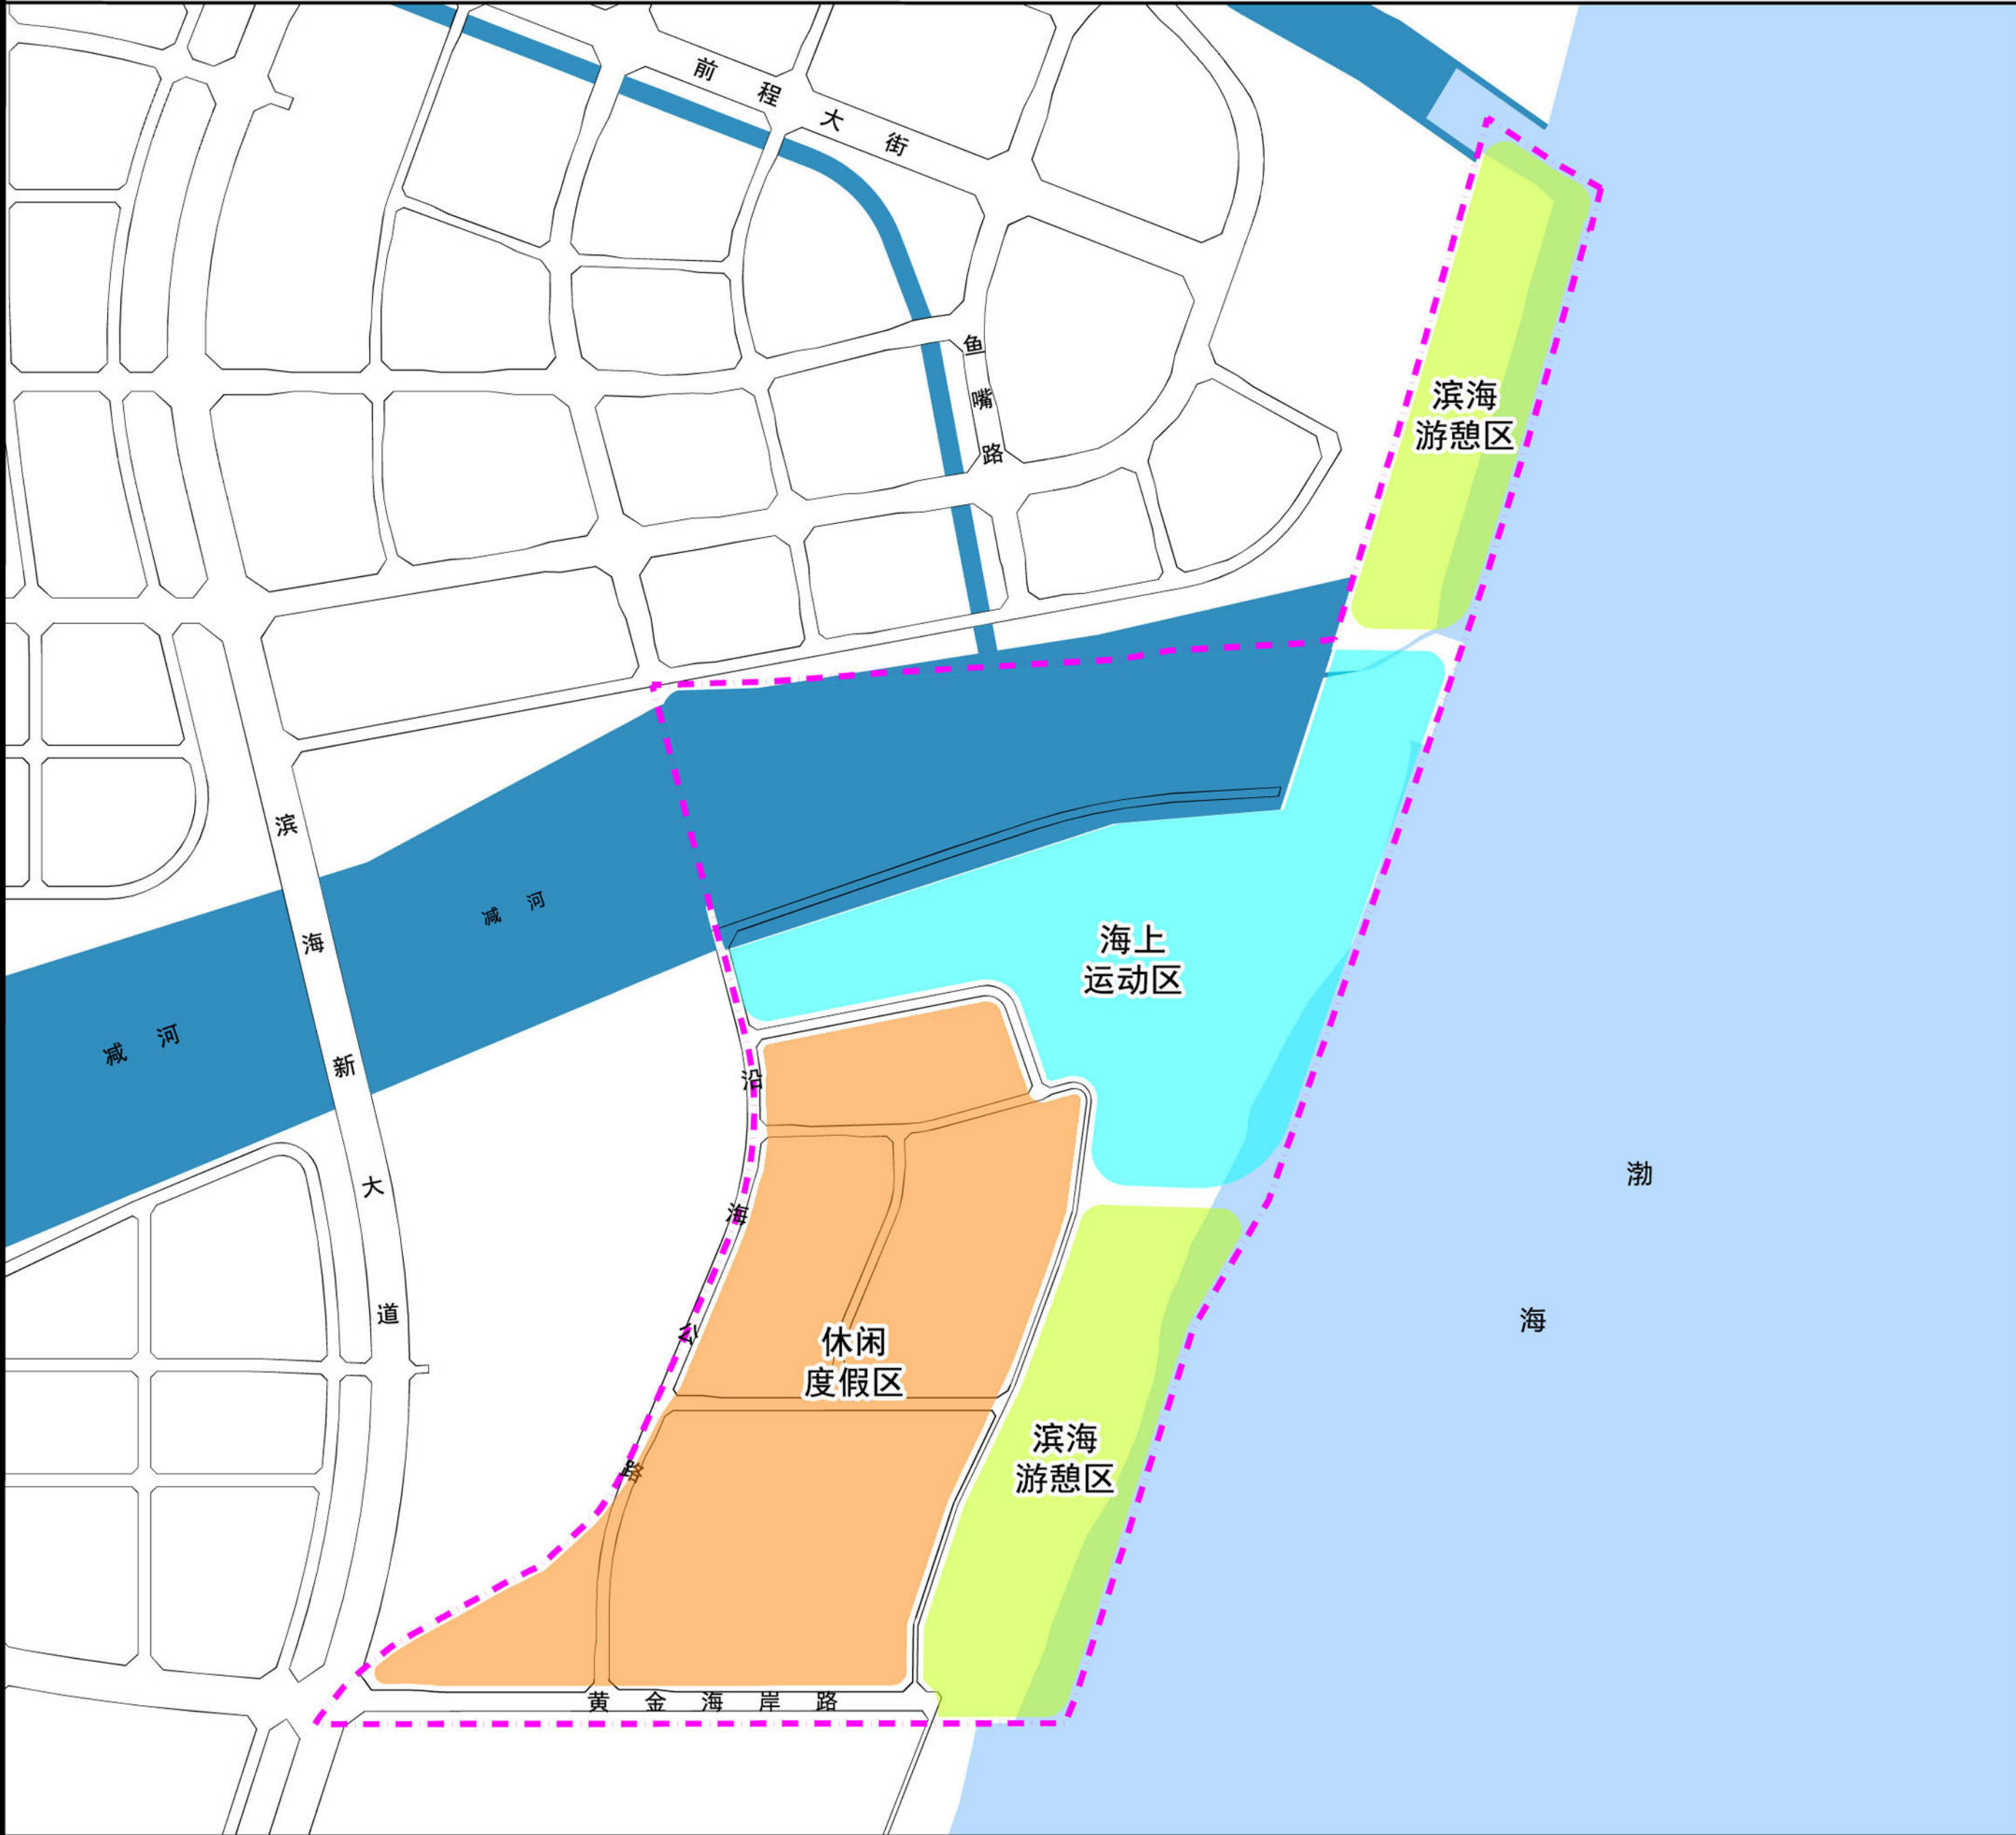 前程大街
鱼嘴路
滨海
游憩区
滨海新大道
减河
减河
海上
运动区
沿海公路
渤海
休闲
度假区
滨海
游憩区
黄金海岸路